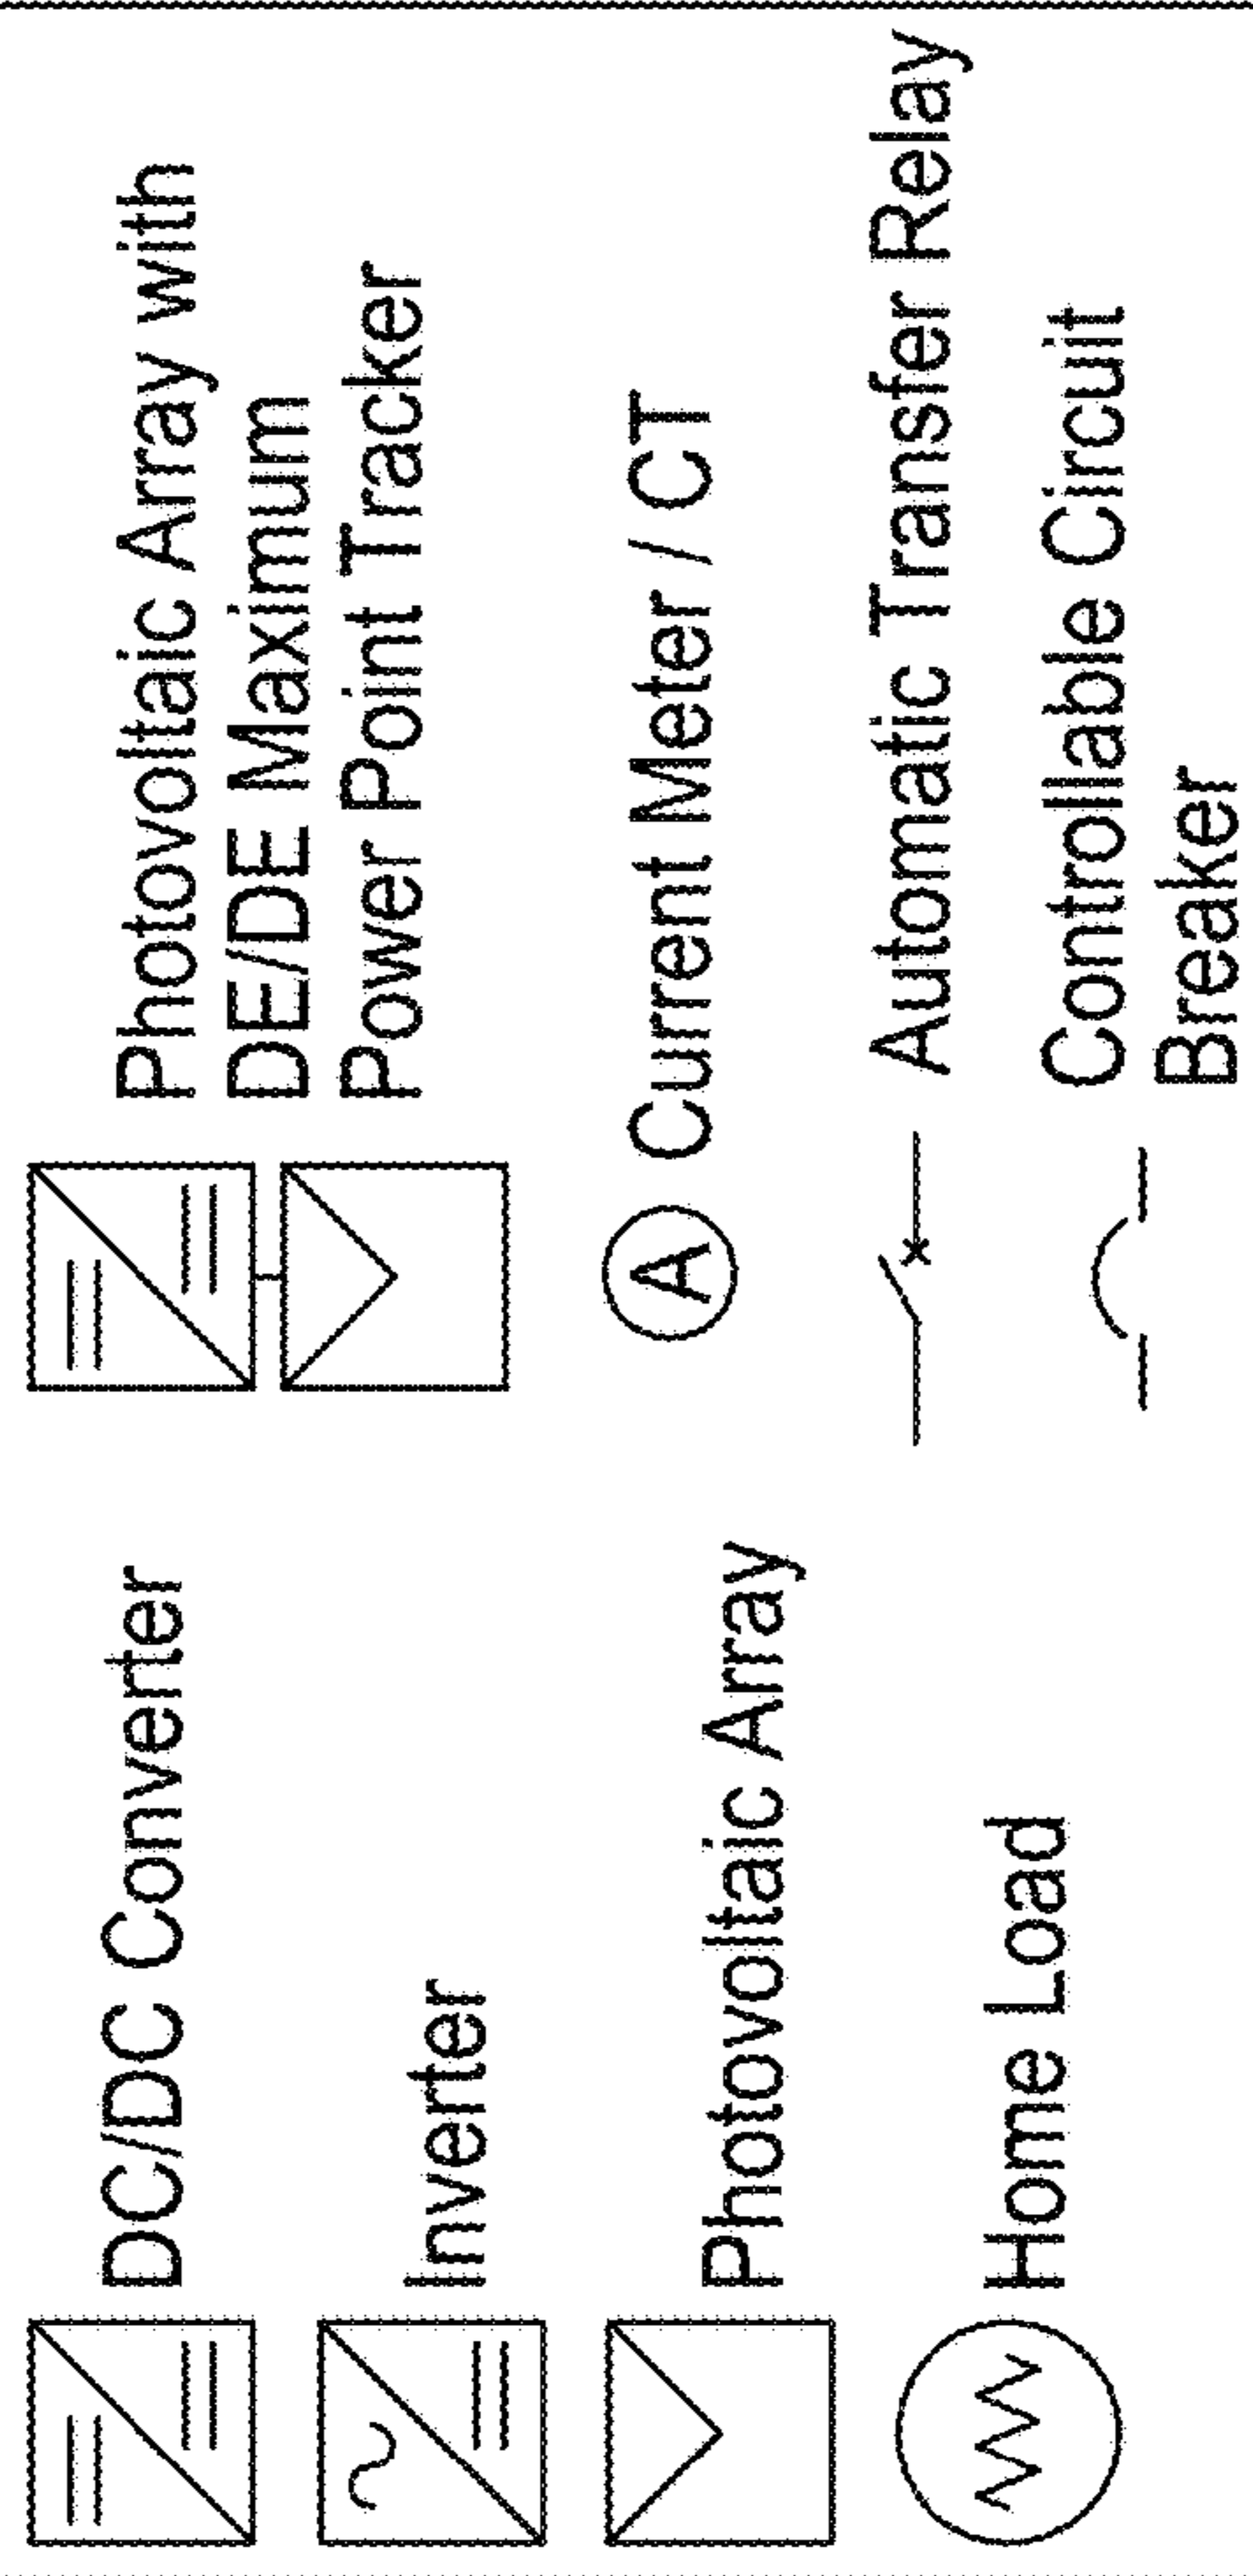 DC/DC Converter
Inverter
Photovoltaic Array
Home Load
Photovoltaic Array with
DE/DE Maximum
Power Point Tracker
A Current Meter / CT
Automatic Transfer Relay
Controllable Circuit
Breaker